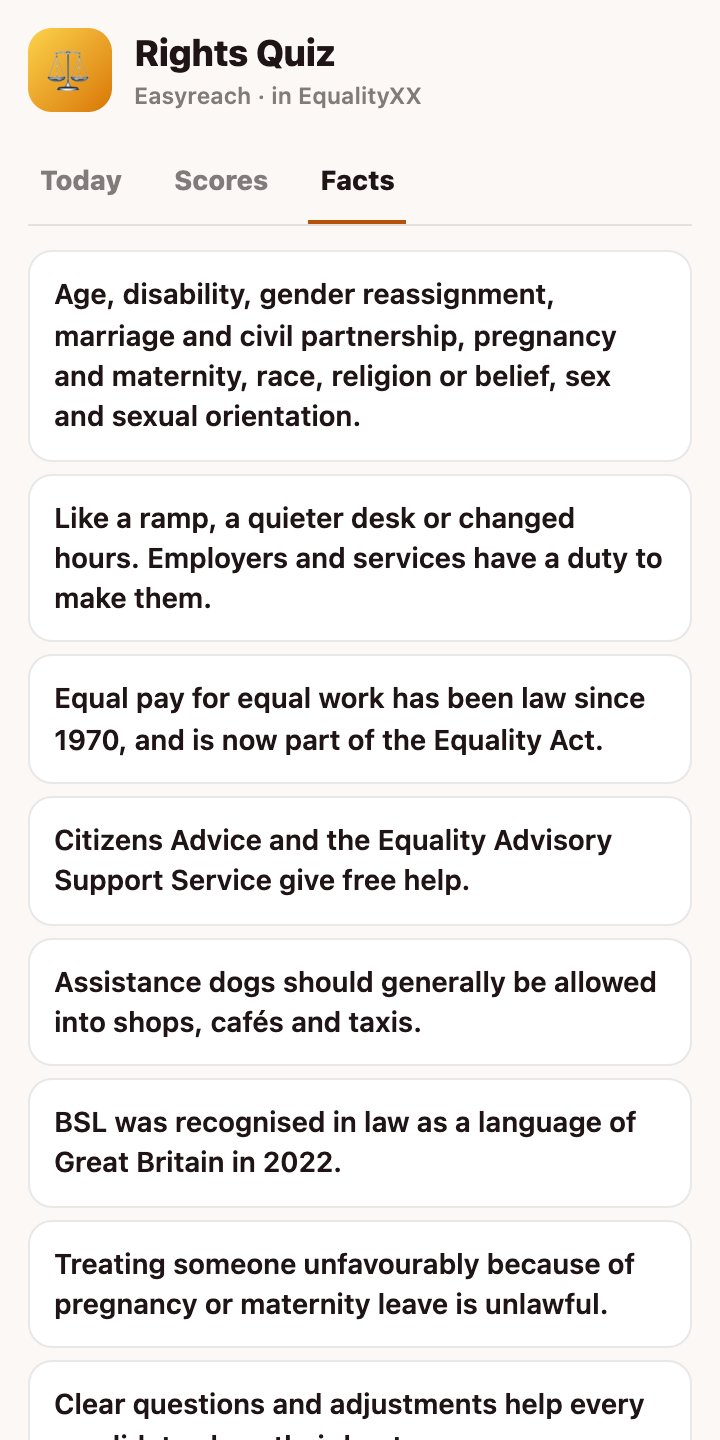 Rights Quiz
Easyreach · in EqualityXX
Today Scores Facts
Age, disability, gender reassignment,
marriage and civil partnership, pregnancy
and maternity, race, religion or belief, sex
and sexual orientation.
Like a ramp, a quieter desk or changed
hours. Employers and services have a duty to
make them.
Equal pay for equal work has been law since
1970, and is now part of the Equality Act.
Citizens Advice and the Equality Advisory
Support Service give free help.
Assistance dogs should generally be allowed
into shops, cafés and taxis.
BSL was recognised in law as a language of
Great Britain in 2022.
Treating someone unfavourably because of
pregnancy or maternity leave is unlawful.
Clear questions and adjustments help every